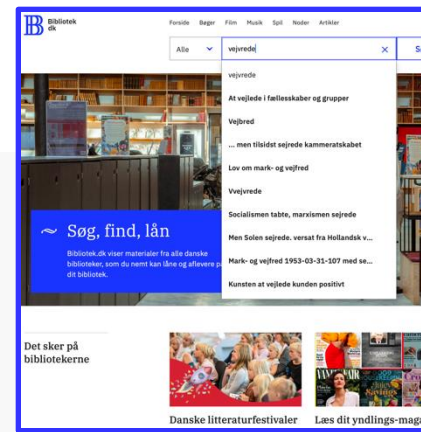 Bibliotek
dk
Forside Bøger Film Musik Spil Noder Artikler
Alle
vejvrede
vejvrede
At vejlede i fællesskaber og grupper
Vejbred
... men tilsidst sejrede kammeratskabet
Lov om mark- og vejfred
Vvejvrede
Socialismen tabte, marxismen sejrede
Men Solen sejrede. versat fra Hollandsk v...
Mark- og vejfred 1953-03-31-107 med se...
Kunsten at vejlede kunden positivt
Søg, find, lån
Bibliotek.dk viser materialer fra alle danske
biblioteker, som du nemt kan låne og aflevere på
dit bibliotek.
Det sker på
bibliotekerne
VANITY FAIR
Danske litteraturfestivaler
Læs dit yndlings-maga